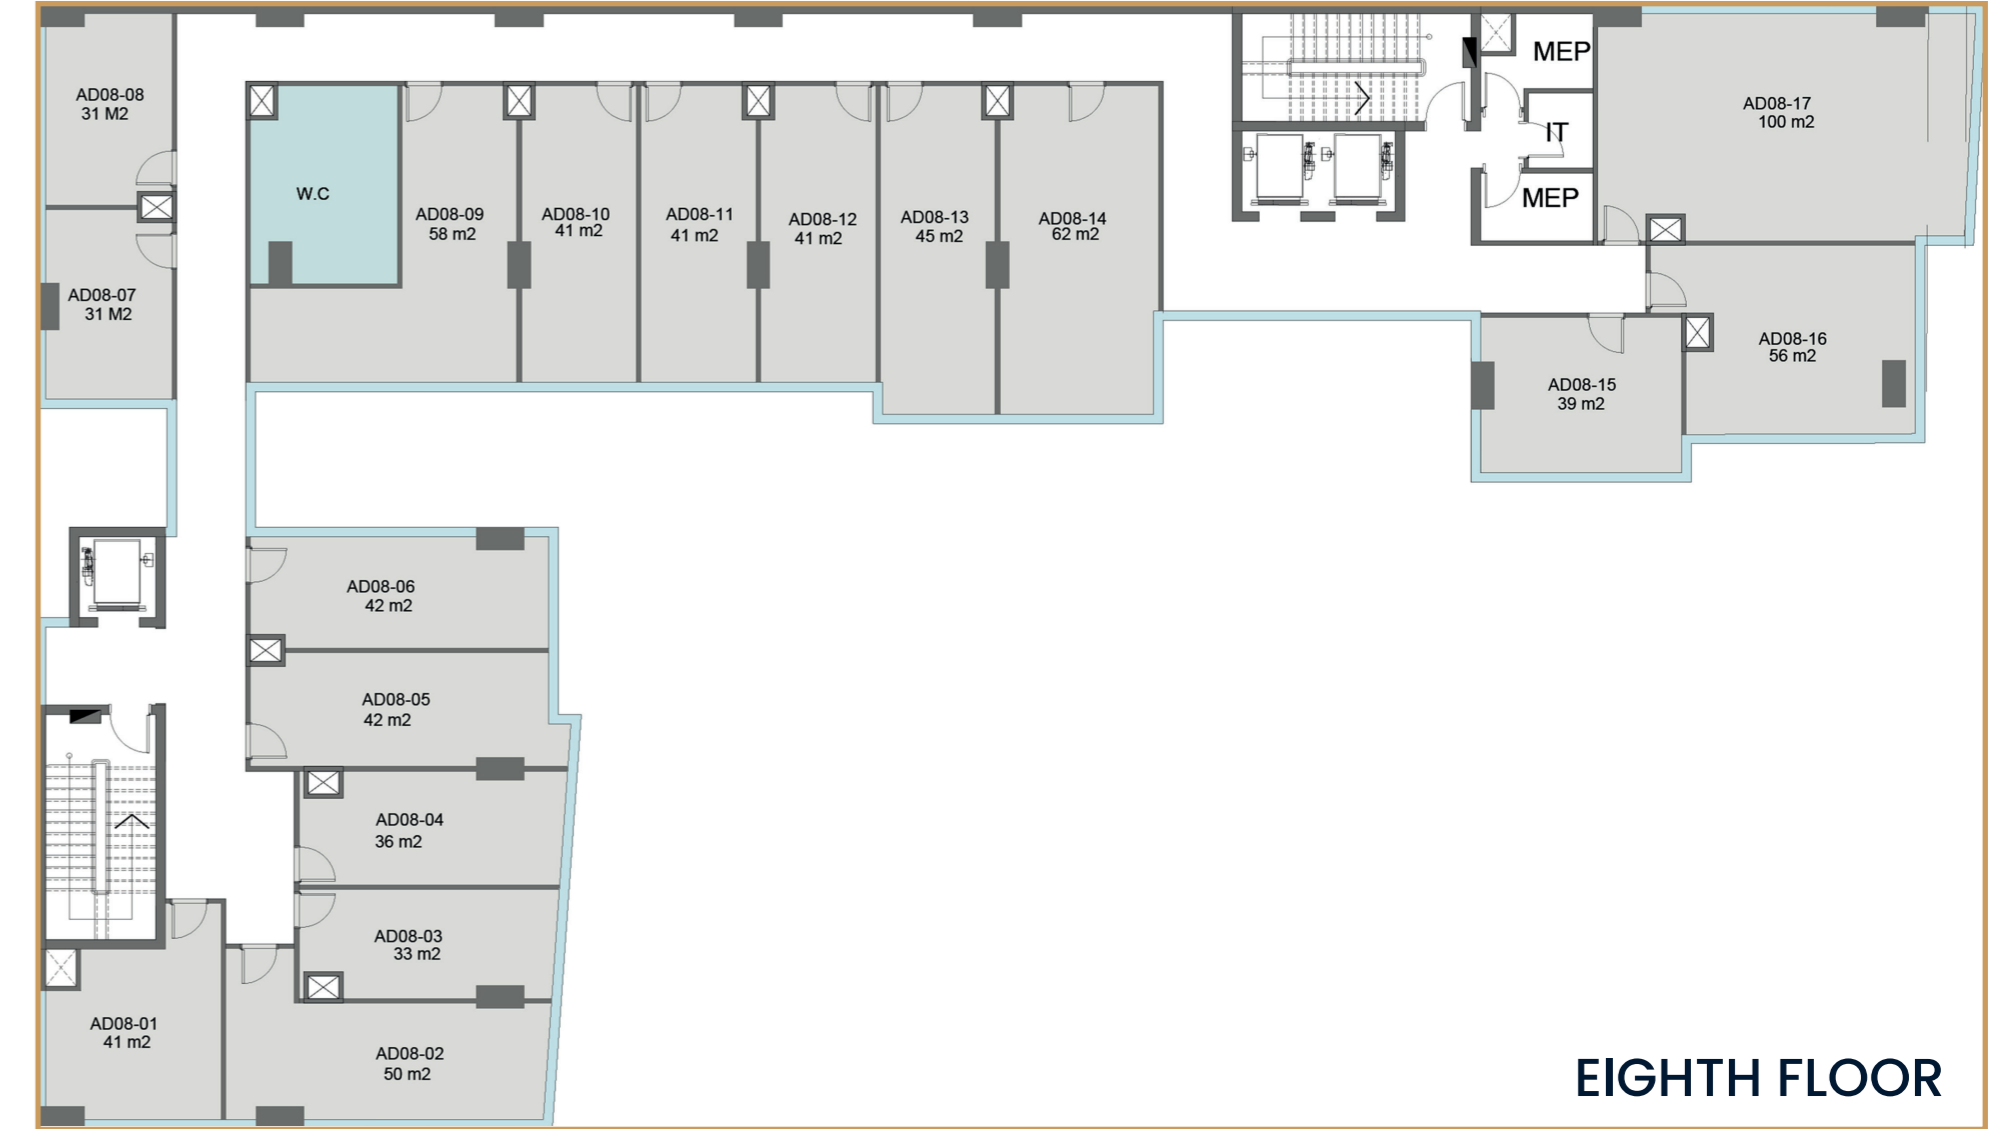 AD08-08
31 M2
MEP
AD08-17
100 m2
IT
W.C
MEP
AD08-09
58 m2
AD08-10
41 m2
AD08-11
41 m2
AD08-12
41 m2
AD08-13
45 m2
AD08-14
62 m2
AD08-07
31 M2
AD08-16
56 m2
AD08-15
39 m2
AD08-06
42 m2
AD08-05
42 m2
AD08-04
36 m2
AD08-03
33 m2
AD08-01
41 m2
AD08-02
50 m2
EIGHTH FLOOR